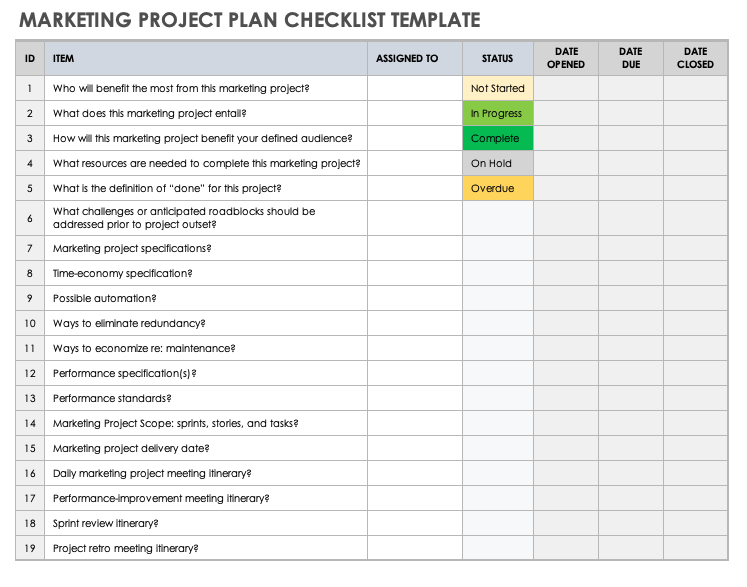 MARKETING PROJECT PLAN CHECKLIST TEMPLATE
ID ITEM ASSIGNED TO STATUS DATE OPENED DATE DUE DATE CLOSED
1 Who will benefit the most from this marketing project? Not Started
2 What does this marketing project entail? In Progress
3 How will this marketing project benefit your defined audience? Complete
4 What resources are needed to complete this marketing project? On Hold
5 What is the definition of “done” for this project? Overdue
6 What challenges or anticipated roadblocks should be
addressed prior to project outset?
7 Marketing project specifications?
8 Time-economy specification?
9 Possible automation?
10 Ways to eliminate redundancy?
11 Ways to economize re: maintenance?
12 Performance specification(s)?
13 Performance standards?
14 Marketing Project Scope: sprints, stories, and tasks?
15 Marketing project delivery date?
16 Daily marketing project meeting itinerary?
17 Performance-improvement meeting itinerary?
18 Sprint review itinerary?
19 Project retro meeting itinerary?